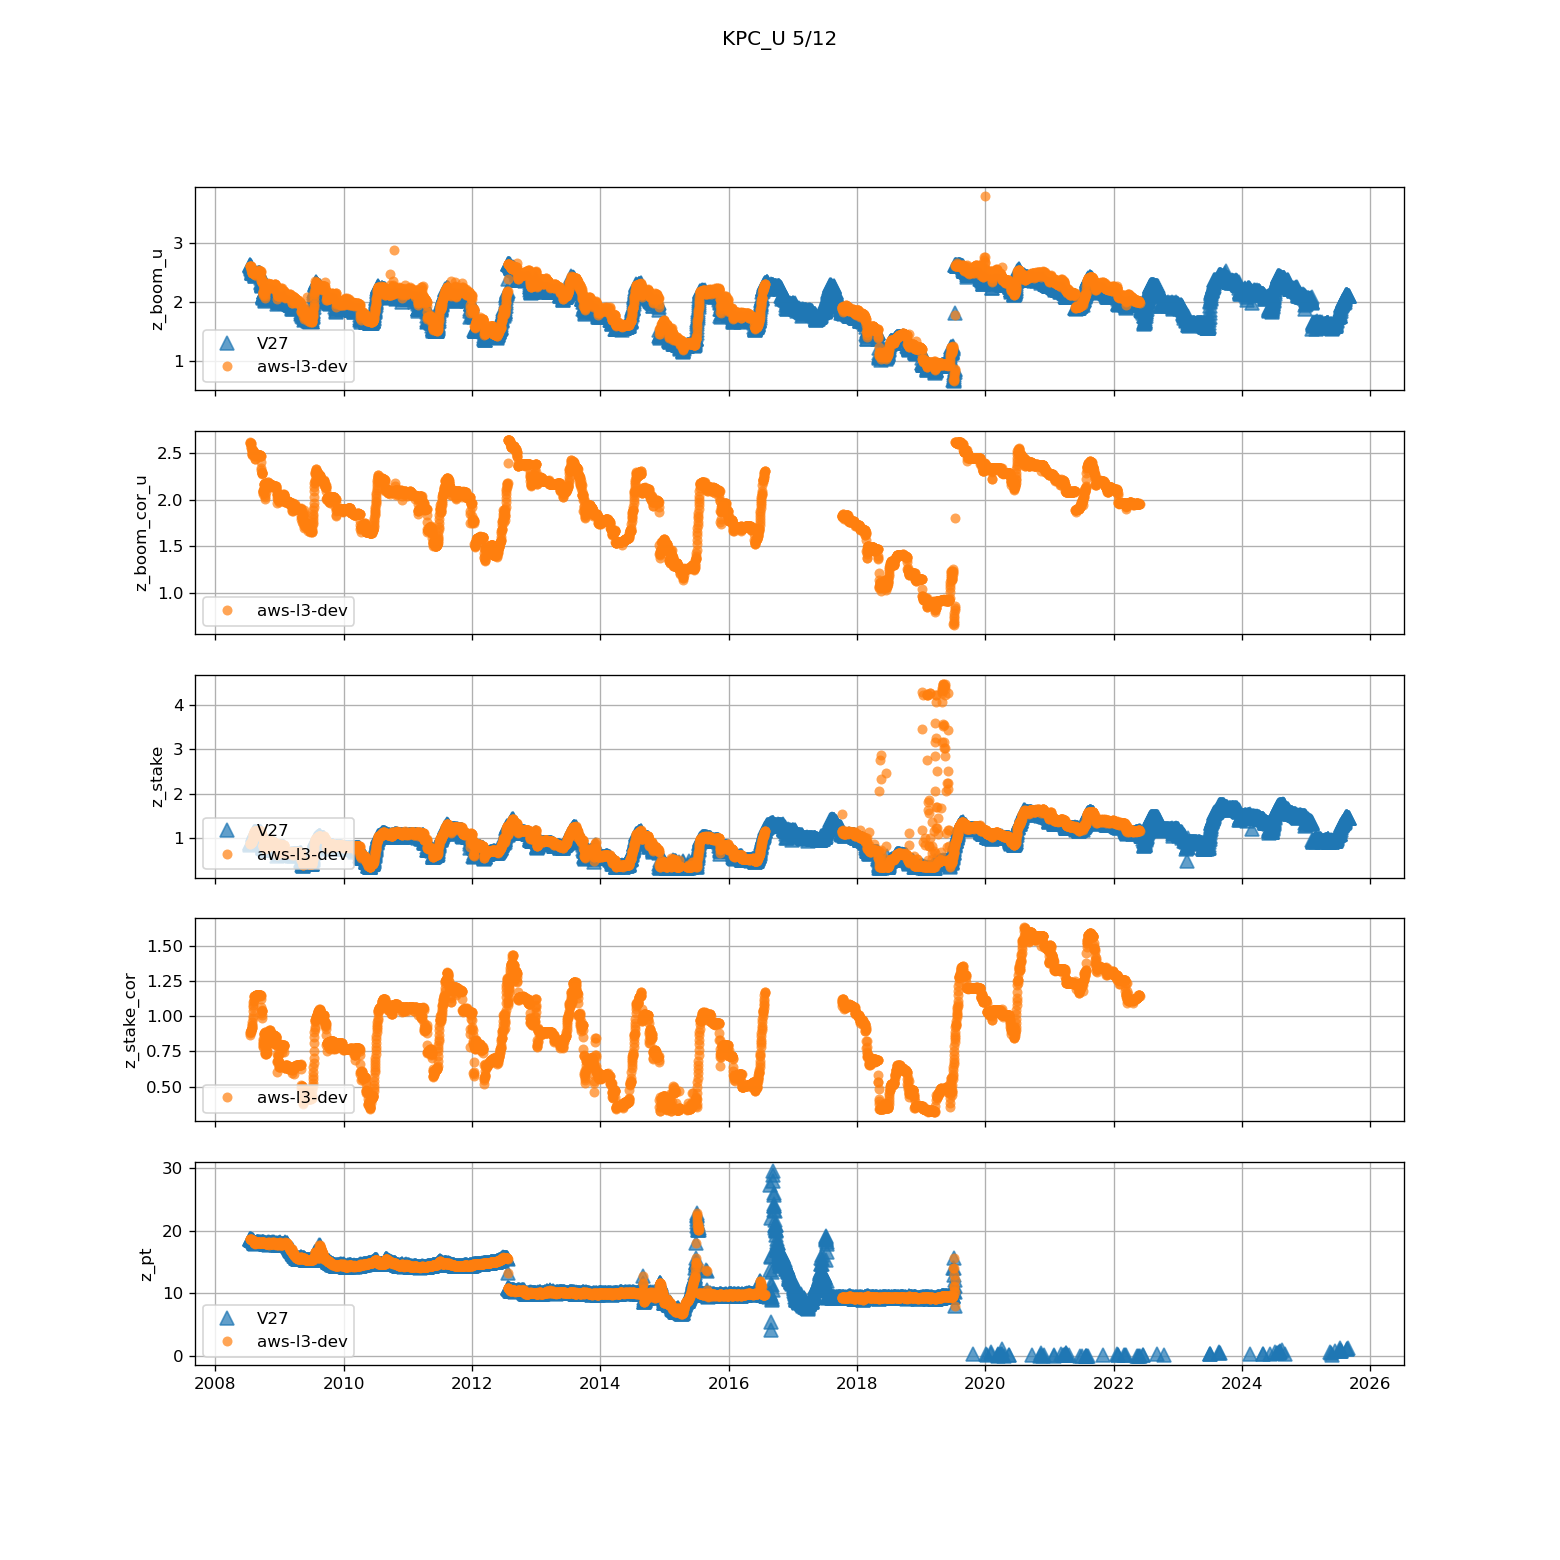 KPC_U 5/12
z_boom_u
3
2
1
V27
aws-l3-dev
z_boom_cor_u
2.5
2.0
1.5
1.0
aws-l3-dev
z_stake
4
3
2
1
V27
aws-l3-dev
z_stake_cor
1.50
1.25
1.00
0.75
0.50
aws-l3-dev
z_pt
30
20
10
0
V27
aws-l3-dev
2008 2010 2012 2014 2016 2018 2020 2022 2024 2026